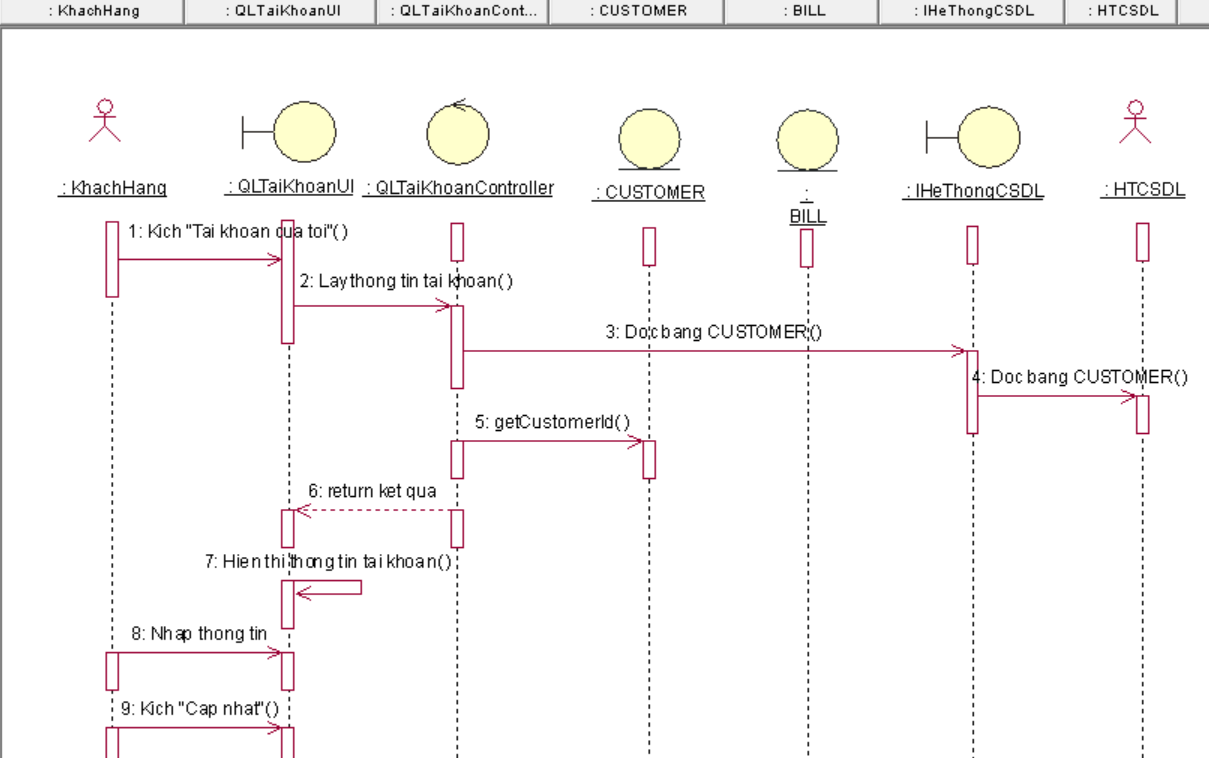 : KhachHang
: QLTaiKhoanUI
: QLTaiKhoanCont...
: CUSTOMER
: BILL
: IHeThongCSDL
: HTCSDL
: KhachHang
: QLTaiKhoanUI
: QLTaiKhoanController
: CUSTOMER
:
BILL
: IHeThongCSDL
: HTCSDL
1: Kich "Tai khoan cua toi"()
2: Lay thong tin tai khoan()
3: Doc bang CUSTOMER()
4: Doc bang CUSTOMER()
5: getCustomerId()
6: return ket qua
7: Hien thi thong tin tai khoan()
8: Nhap thong tin
9: Kich "Cap nhat"()